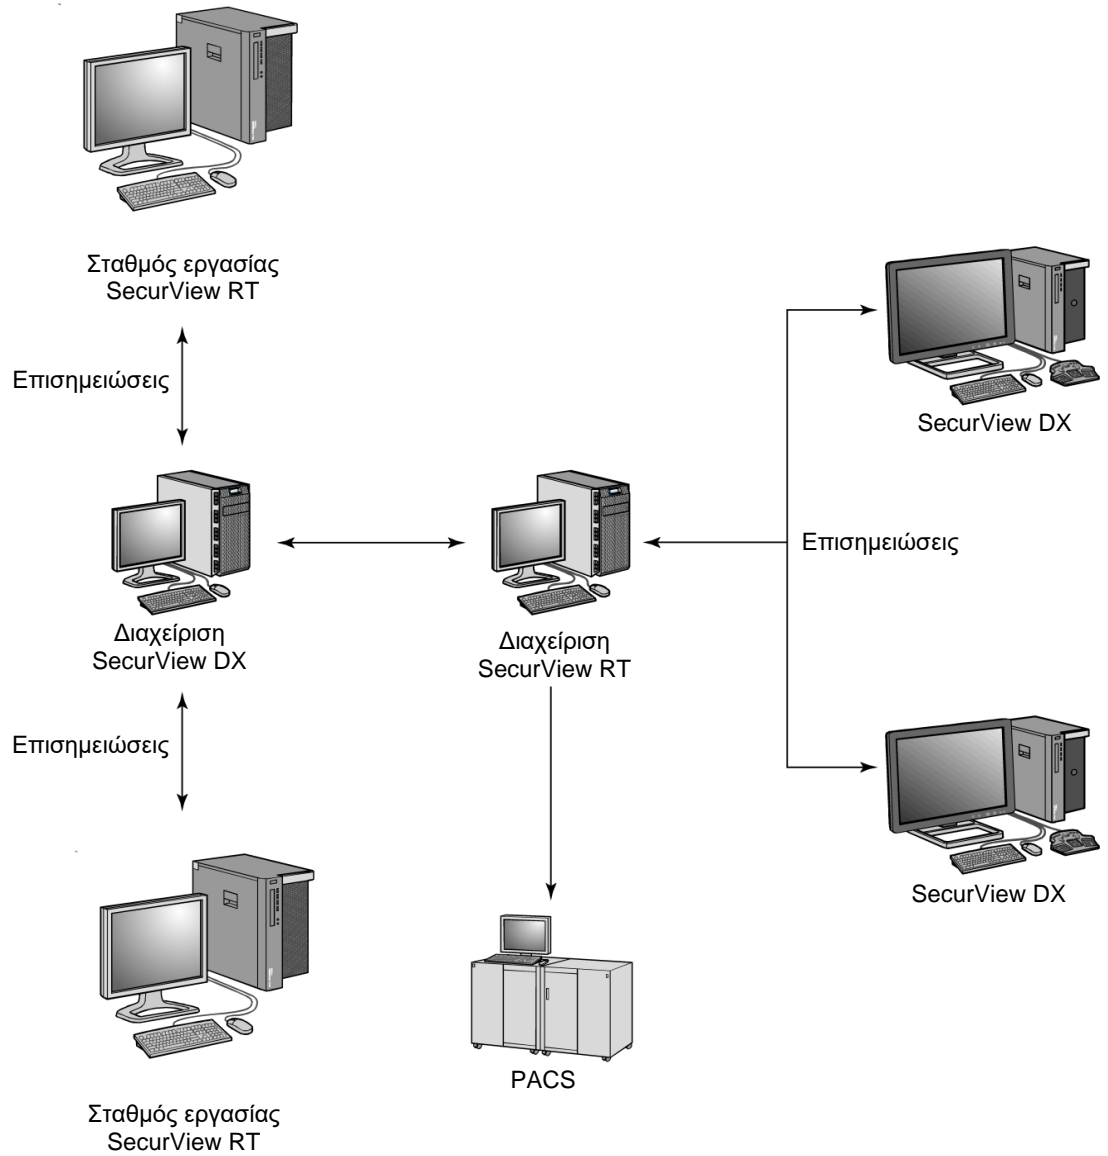 Σταθμός εργασίας
SecurView RT
Επισημειώσεις
SecurView DX
Διαχείριση
SecurView DX
Διαχείριση
SecurView RT
Επισημειώσεις
Επισημειώσεις
SecurView DX
PACS
Σταθμός εργασίας
SecurView RT